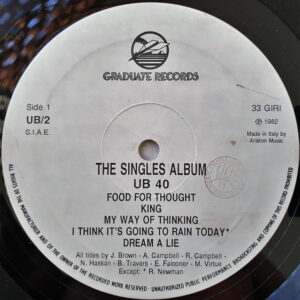 GRADUATE RECORDS
Side 1
UB/2
S.I.A.E.
33 GIRI
℗ 1982
Made in Italy by
Ariston Music
THE SINGLES ALBUM
UB 40
FOOD FOR THOUGHT
KING
MY WAY OF THINKING
I THINK IT'S GOING TO RAIN TODAY*
DREAM A LIE
All titles by J. Brown - A. Campbell - R. Campbell -
N. Hassan - B. Travers - E. Falconer - M. Virtue
Except: * R. Newman
ALL RIGHTS OF THE MANUFACTURER AND OF THE OWNER OF THE RECORDED WORK RESERVED - UNAUTHORISED PUBLIC PERFORMANCE, BROADCASTING AND COPYING OF THIS RECORD PROHIBITED